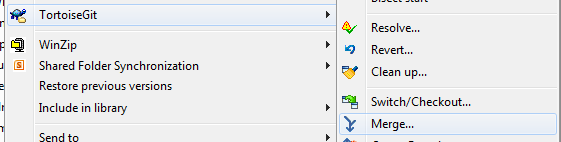 TortoiseGit
WinZip
Shared Folder Synchronization
Restore previous versions
Include in library
Send to
Resolve...
Revert...
Clean up...
Switch/Checkout...
Merge...